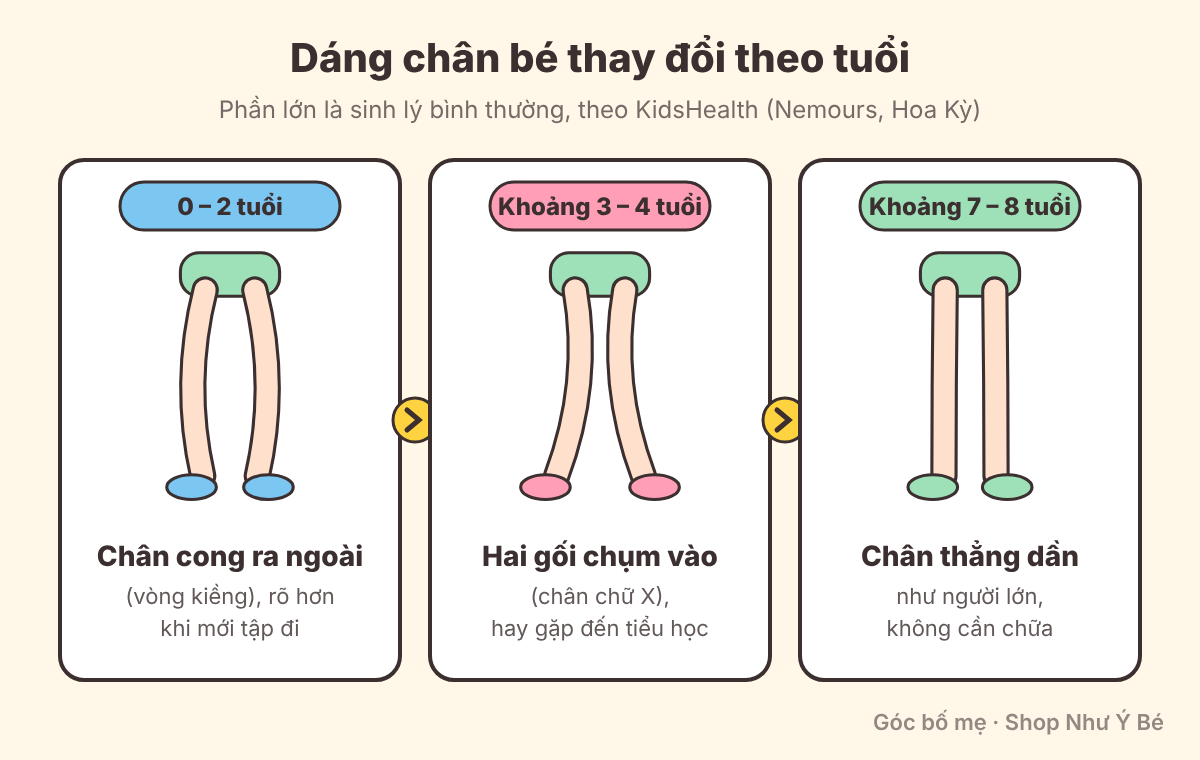 Dáng chân bé thay đổi theo tuổi
Phần lớn là sinh lý bình thường, theo KidsHealth (Nemours, Hoa Kỳ)
0 – 2 tuổi
Chân cong ra ngoài
(vòng kiềng), rõ hơn
khi mới tập đi
Khoảng 3 – 4 tuổi
Hai gối chụm vào
(chân chữ X),
hay gặp đến tiểu học
Khoảng 7 – 8 tuổi
Chân thẳng dần
như người lớn,
không cần chữa
Góc bố mẹ · Shop Như Ý Bé